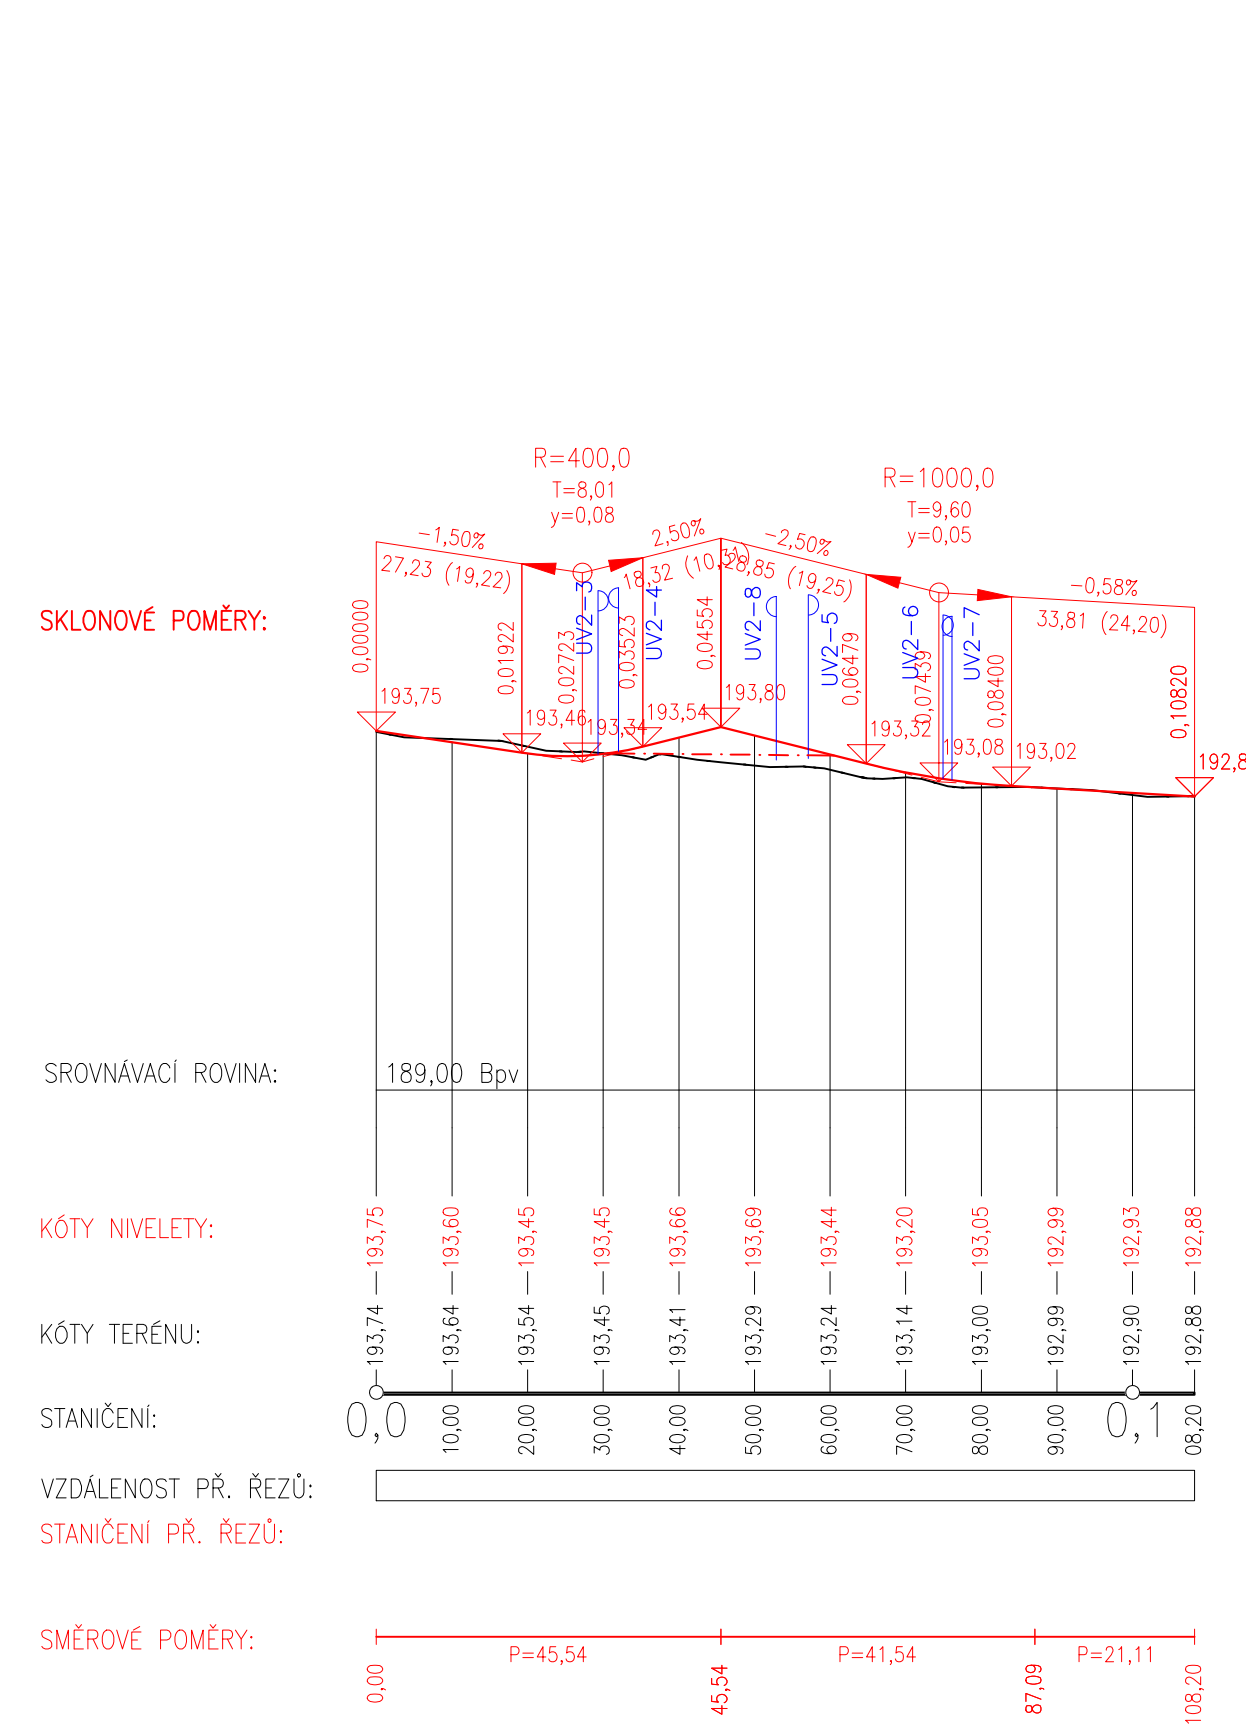 R=400,0
T=8,01
y=0,08
R=1000,0
T=9,60
y=0,05
-1,50%
2,50%
-2,50%
-0,58%
27,23 (19,22)
18,32 (10,31)
28,85 (19,25)
33,81 (24,20)
SKLONOVÉ POMĚRY:
0,00000
0,01922
0,02723
UV2-3
0,03523
UV2-4
0,04554
UV2-8
UV2-5
0,06479
UV2-6
0,07439
UV2-7
0,08400
0,10820
193,75
193,46
193,34
193,54
193,80
193,32
193,08
193,02
192,8
SROVNÁVACÍ ROVINA: 189,00 Bpv
KÓTY NIVELETY: 193,75 193,60 193,45 193,45 193,66 193,69 193,44 193,20 193,05 192,99 192,93 192,88
KÓTY TERÉNU: 193,74 193,64 193,54 193,45 193,41 193,29 193,24 193,14 193,00 192,99 192,90 192,88
STANIČENÍ: 0,0 10,00 20,00 30,00 40,00 50,00 60,00 70,00 80,00 90,00 0,1 08,20
VZDÁLENOST PŘ. ŘEZŮ:
STANIČENÍ PŘ. ŘEZŮ:
SMĚROVÉ POMĚRY:
P=45,54 P=41,54 P=21,11
0,00 45,54 87,09 108,20